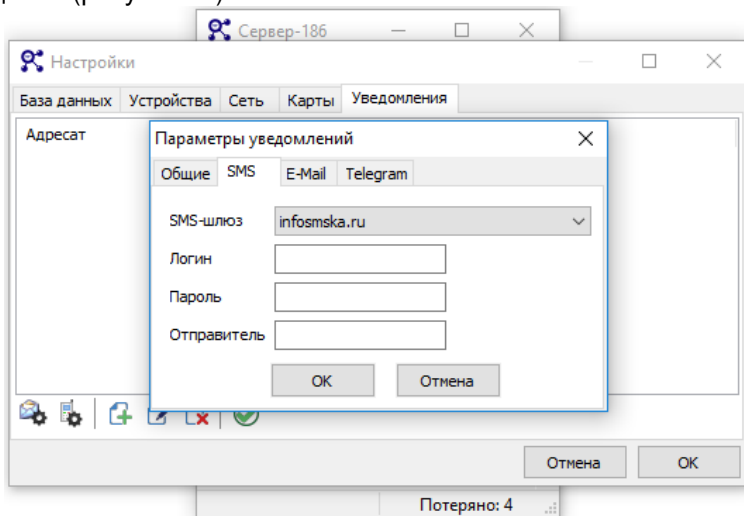 Сервер-186
Настройки
База данных Устройства Сеть Карты Уведомления
Адресат
Параметры уведомлений
Общие SMS E-Mail Telegram
SMS-шлюз infosmska.ru
Логин
Пароль
Отправитель
OK Отмена
Отмена OK
Потеряно: 4